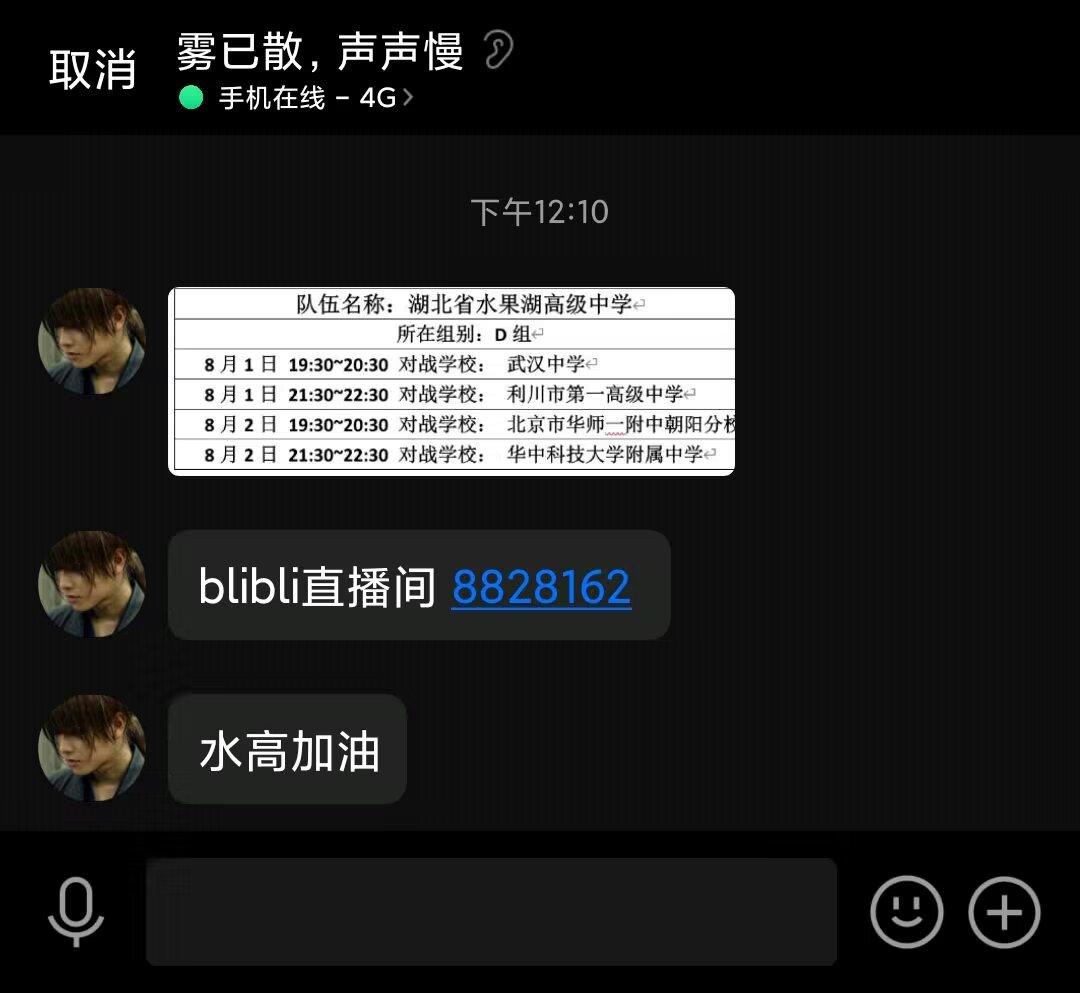 取消
雾已散，声声慢
手机在线 – 4G
下午12:10
队伍名称：湖北省水果湖高级中学
所在组别：D 组
8 月 1 日 19:30~20:30 对战学校： 武汉中学
8 月 1 日 21:30~22:30 对战学校： 利川市第一高级中学
8 月 2 日 19:30~20:30 对战学校： 北京市华师一附中朝阳分校
8 月 2 日 21:30~22:30 对战学校： 华中科技大学附属中学
blibli直播间 8828162
水高加油